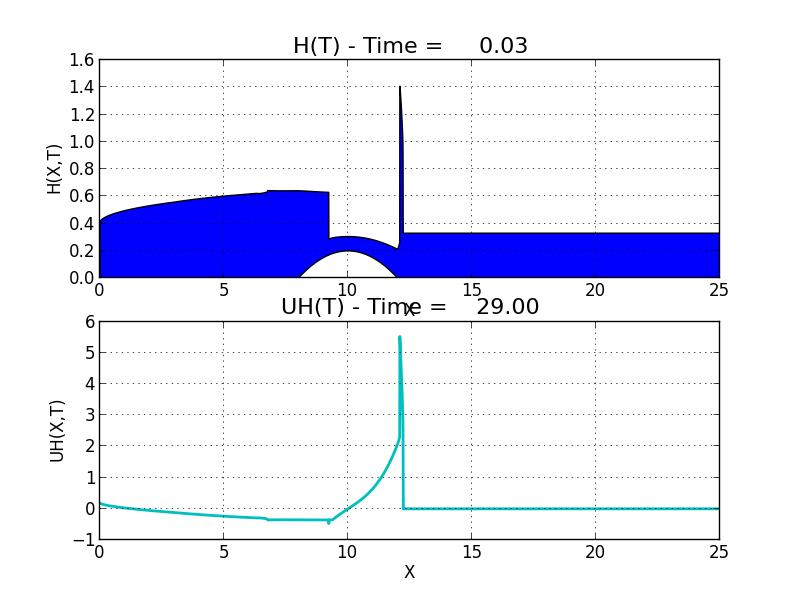 H(T) - Time = 0.03
H(X,T)
1.6
1.4
1.2
1.0
0.8
0.6
0.4
0.2
0.0
0 5 10 15 20 25
X
UH(T) - Time = 29.00
UH(X,T)
6
5
4
3
2
1
0
−1
0 5 10 15 20 25
X